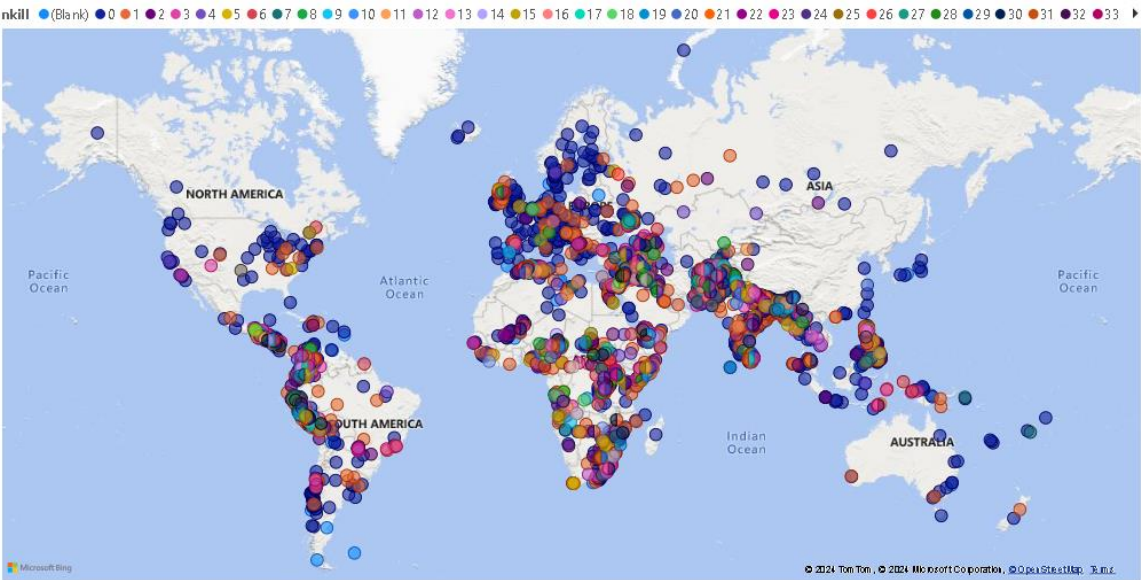 nkill (Blank) 0 1 2 3 4 5 6 7 8 9 10 11 12 13 14 15 16 17 18 19 20 21 22 23 24 25 26 27 28 29 30 31 32 33
NORTH AMERICA
ASIA
Pacific
Ocean
Atlantic
Ocean
Pacific
Ocean
SOUTH AMERICA
Indian
Ocean
AUSTRALIA
Microsoft Bing
© 2024 TomTom, © 2024 Microsoft Corporation, © OpenStreetMap Terms